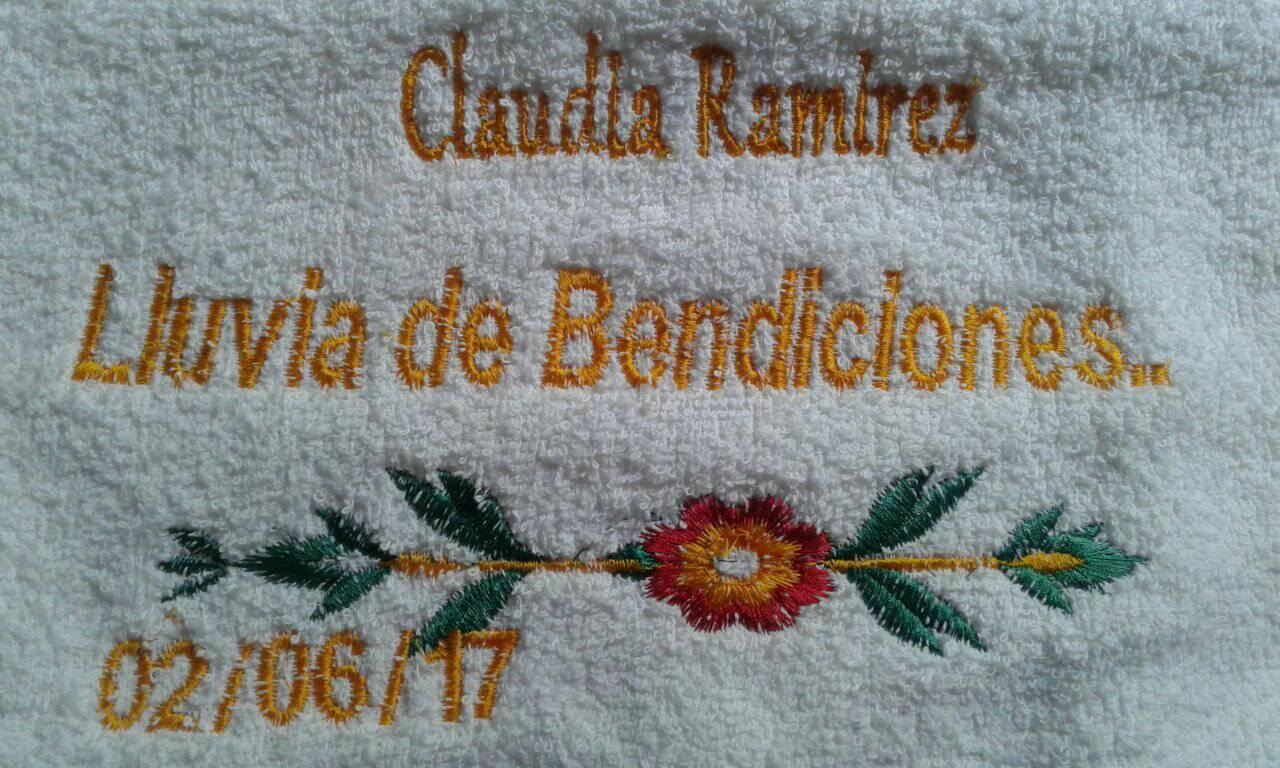 Claudia Ramirez
Lluvia de Bendiciones..
02/06/17